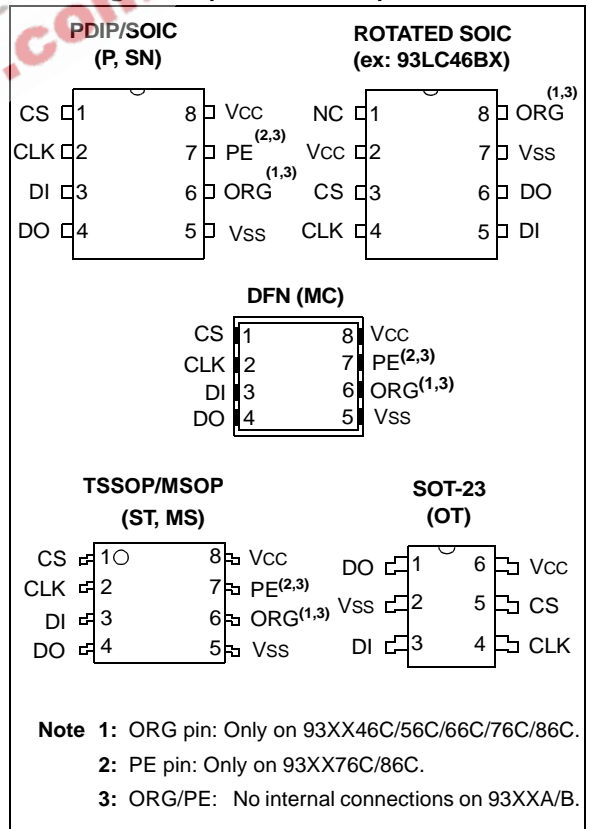 .com
PDIP/SOIC
(P, SN)
CS 1 8 VCC
CLK 2 7 PE(2,3)
DI 3 6 ORG(1,3)
DO 4 5 VSS
ROTATED SOIC
(ex: 93LC46BX)
NC 1 8 ORG(1,3)
VCC 2 7 VSS
CS 3 6 DO
CLK 4 5 DI
DFN (MC)
CS 1 8 VCC
CLK 2 7 PE(2,3)
DI 3 6 ORG(1,3)
DO 4 5 VSS
TSSOP/MSOP
(ST, MS)
CS 1 8 VCC
CLK 2 7 PE(2,3)
DI 3 6 ORG(1,3)
DO 4 5 VSS
SOT-23
(OT)
DO 1 6 VCC
VSS 2 5 CS
DI 3 4 CLK
Note 1: ORG pin: Only on 93XX46C/56C/66C/76C/86C.
2: PE pin: Only on 93XX76C/86C.
3: ORG/PE: No internal connections on 93XXA/B.